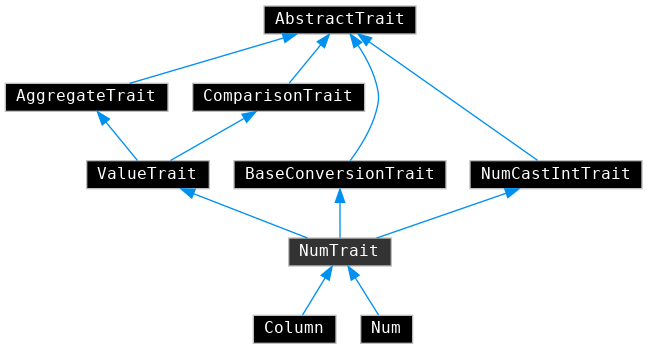 AbstractTrait
AggregateTrait
ComparisonTrait
ValueTrait
BaseConversionTrait
NumCastIntTrait
NumTrait
Column
Num